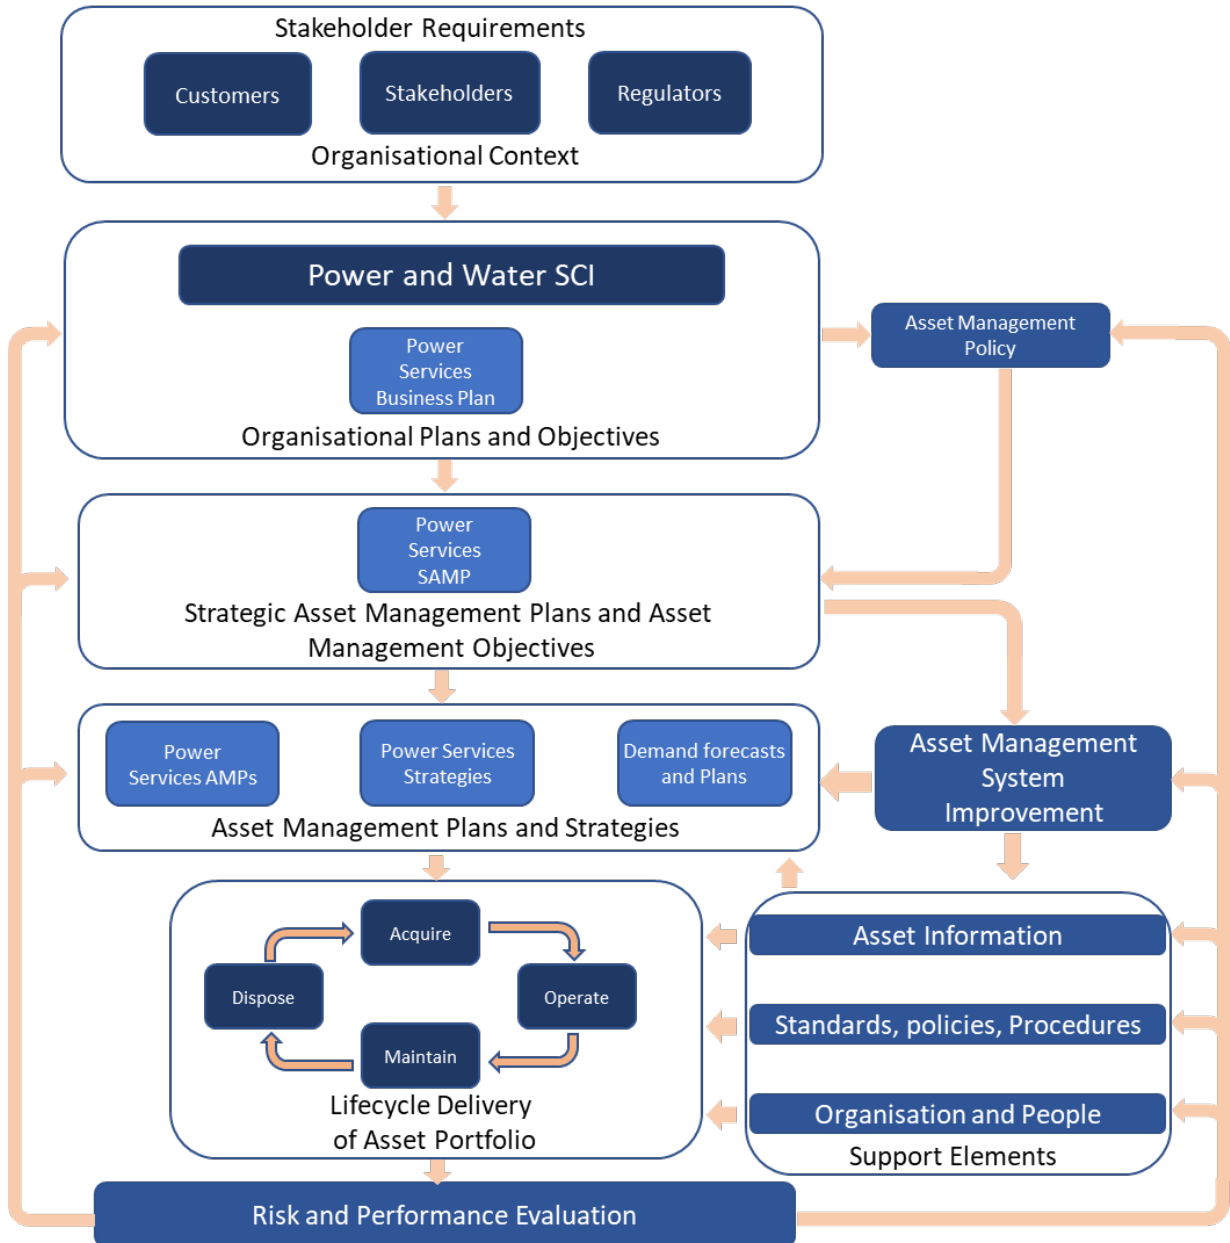 Stakeholder Requirements
Customers
Stakeholders
Regulators
Organisational Context
Power and Water SCI
Power
Services
Business Plan
Organisational Plans and Objectives
Asset Management
Policy
Power
Services
SAMP
Strategic Asset Management Plans and Asset
Management Objectives
Power
Services AMPs
Power Services
Strategies
Demand forecasts
and Plans
Asset Management Plans and Strategies
Asset Management
System
Improvement
Acquire
Dispose
Operate
Maintain
Lifecycle Delivery
of Asset Portfolio
Asset Information
Standards, policies, Procedures
Organisation and People
Support Elements
Risk and Performance Evaluation